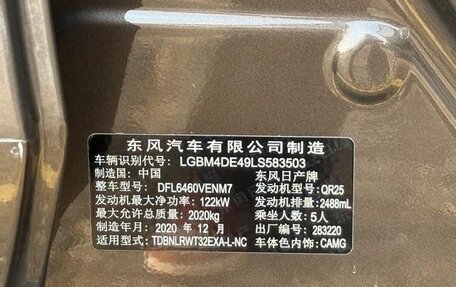 东风汽车有限公司制造
车辆识别代号: LGBM4DE49LS583503
制造国: 中国 东风日产牌
整车型号: DFL6460VENM7 发动机型号: QR25
发动机最大净功率: 122kW 发动机排量: 2488mL
最大允许总质量: 2020kg 乘坐人数: 5人
制造年月: 2020 年 12 月 出厂编号: 283220
适用型号: TDBNLRWT32EXA-L-NC 车体色内饰: CAMG